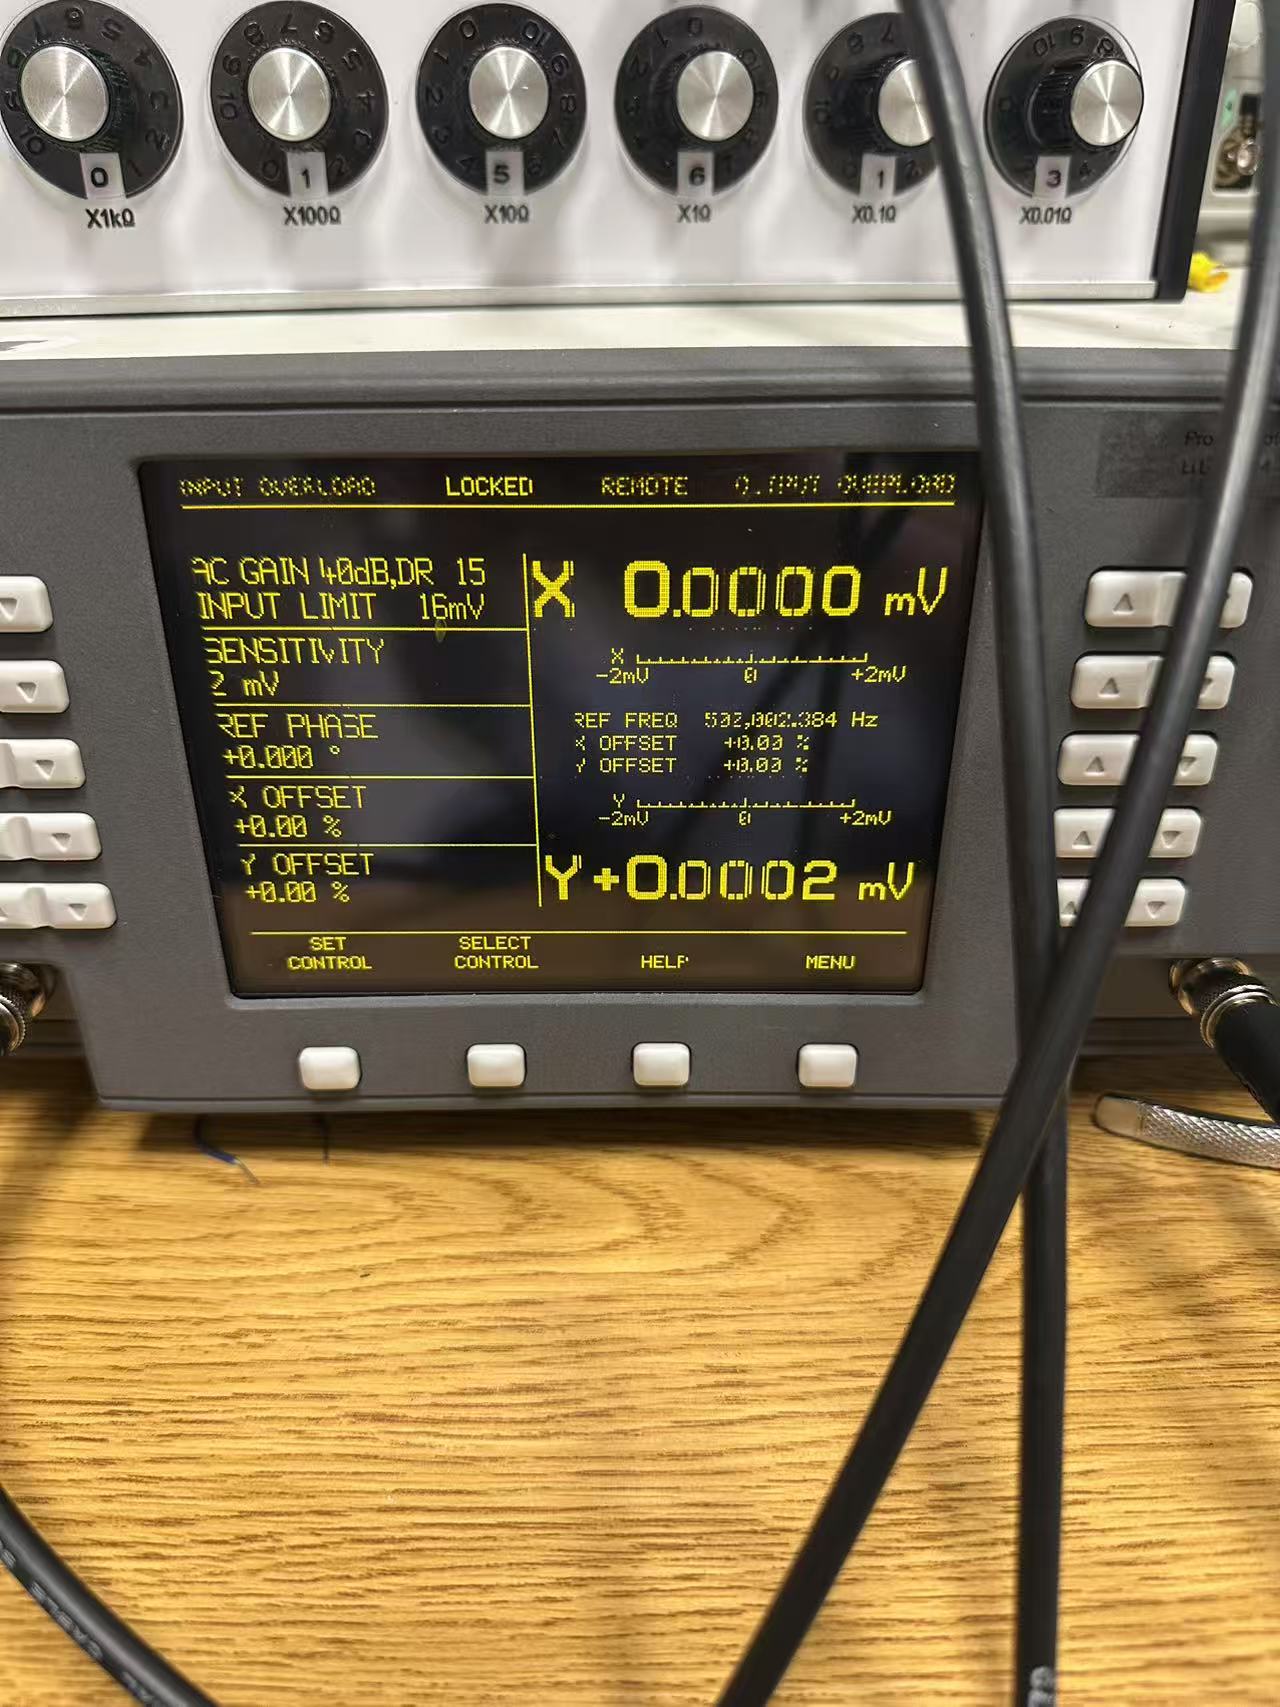 0 1 5 6 1 3
X1kΩ X100Ω X10Ω X1Ω X0.1Ω X0.01Ω
INPUT OVERLOAD LOCKED REMOTE
AC GAIN 40dB,DR 15
INPUT LIMIT 16mV
SENSITIVITY
2 mV
REF PHASE
+0.000 °
X OFFSET
+0.00 %
Y OFFSET
+0.00 %
X 0.0000 mV
X
-2mV 0 +2mV
REF FREQ Hz
X OFFSET +0.00 %
Y OFFSET +0.00 %
Y
-2mV 0 +2mV
Y +0.0002 mV
SET CONTROL
SELECT CONTROL
HELP
MENU